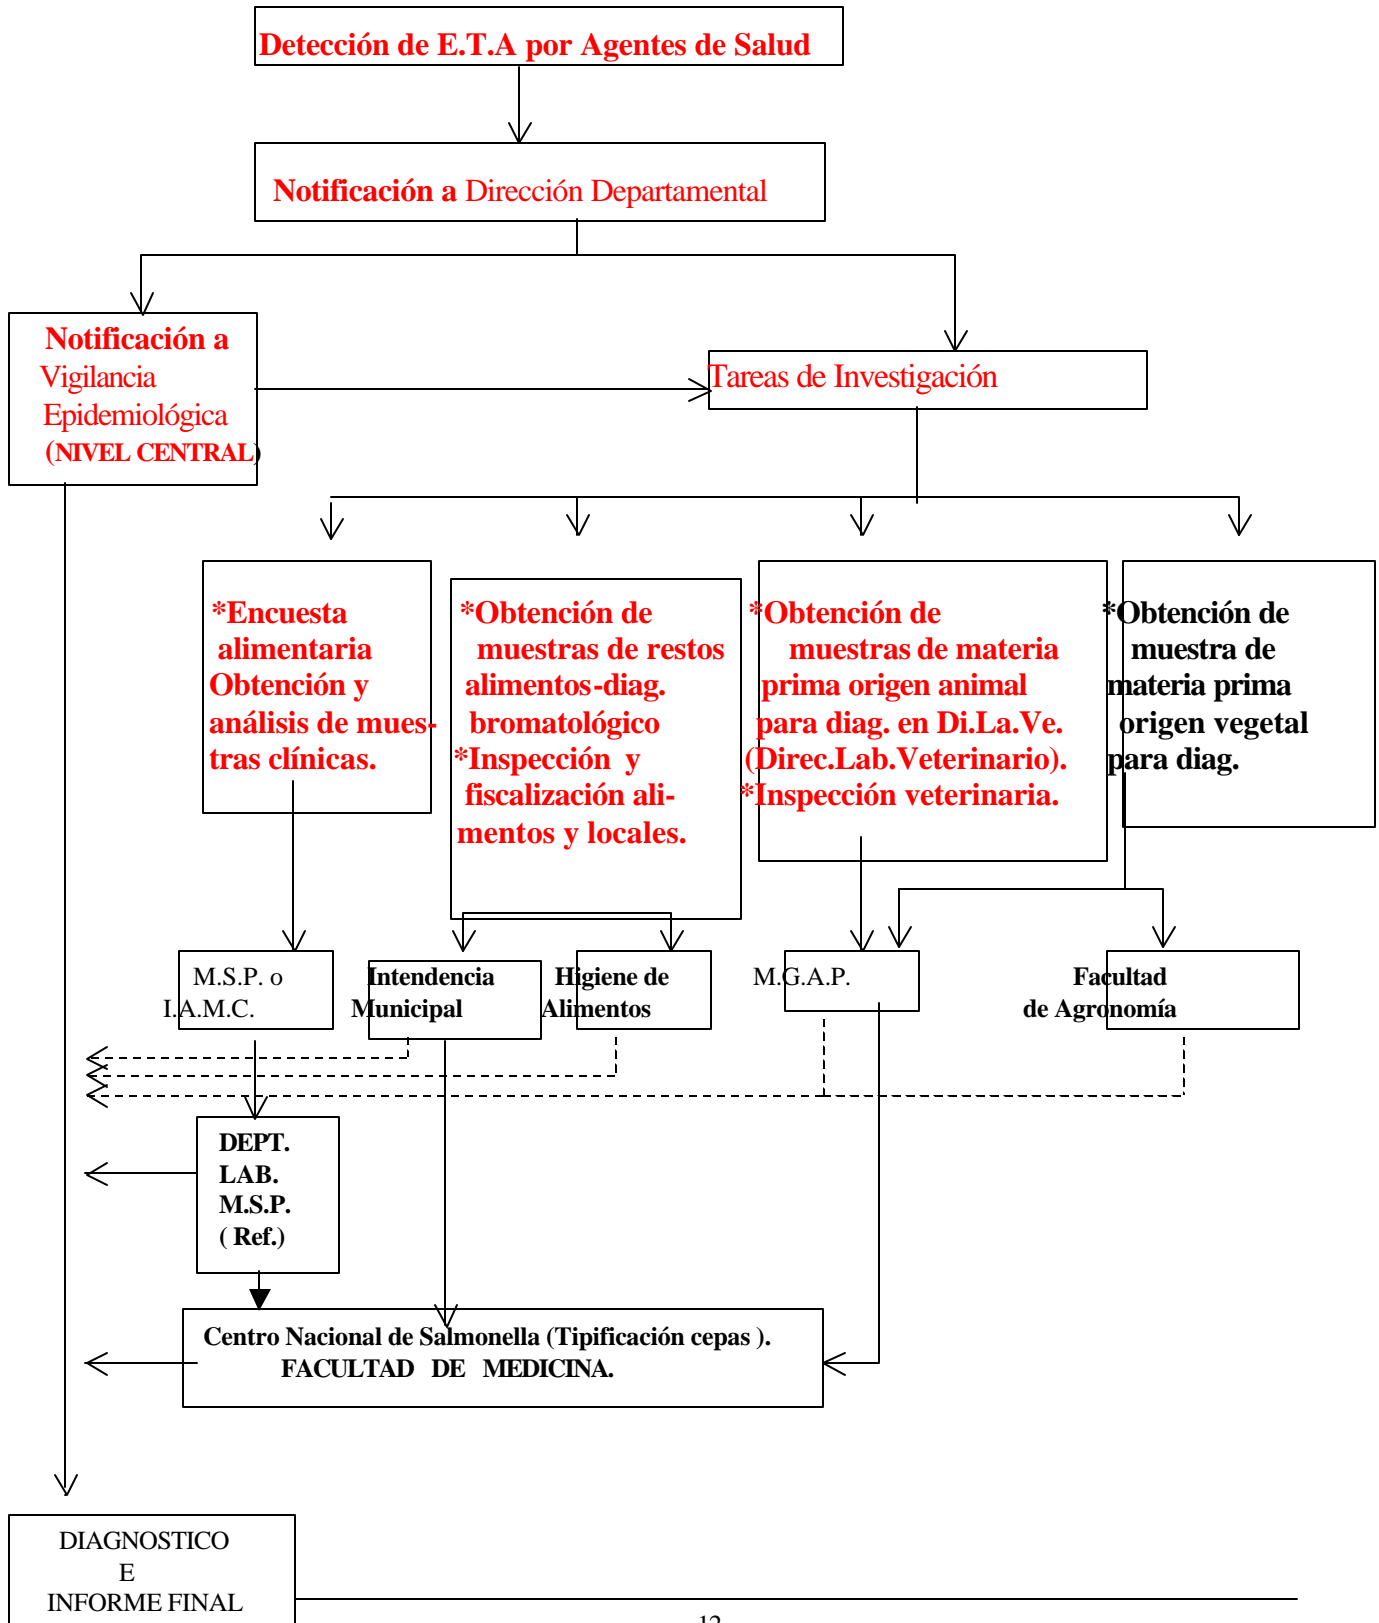 Detección de E.T.A por Agentes de Salud
Notificación a Dirección Departamental
Notificación a
Vigilancia
Epidemiológica
(NIVEL CENTRAL)
Tareas de Investigación
*Encuesta
alimentaria
Obtención y
análisis de mues-
tras clínicas.
*Obtención de
muestras de restos
alimentos-diag.
bromatológico
*Inspección y
fiscalización ali-
mentos y locales.
*Obtención de
muestras de materia
prima origen animal
para diag. en Di.La.Ve.
(Direc.Lab.Veterinario).
*Inspección veterinaria.
*Obtención de
muestra de
materia prima
origen vegetal
para diag.
M.S.P. o
I.A.M.C.
Intendencia
Municipal
Higiene de
Alimentos
M.G.A.P.
Facultad
de Agronomía
DEPT.
LAB.
M.S.P.
( Ref.)
Centro Nacional de Salmonella (Tipificación cepas ).
FACULTAD DE MEDICINA.
DIAGNOSTICO
E
INFORME FINAL
12